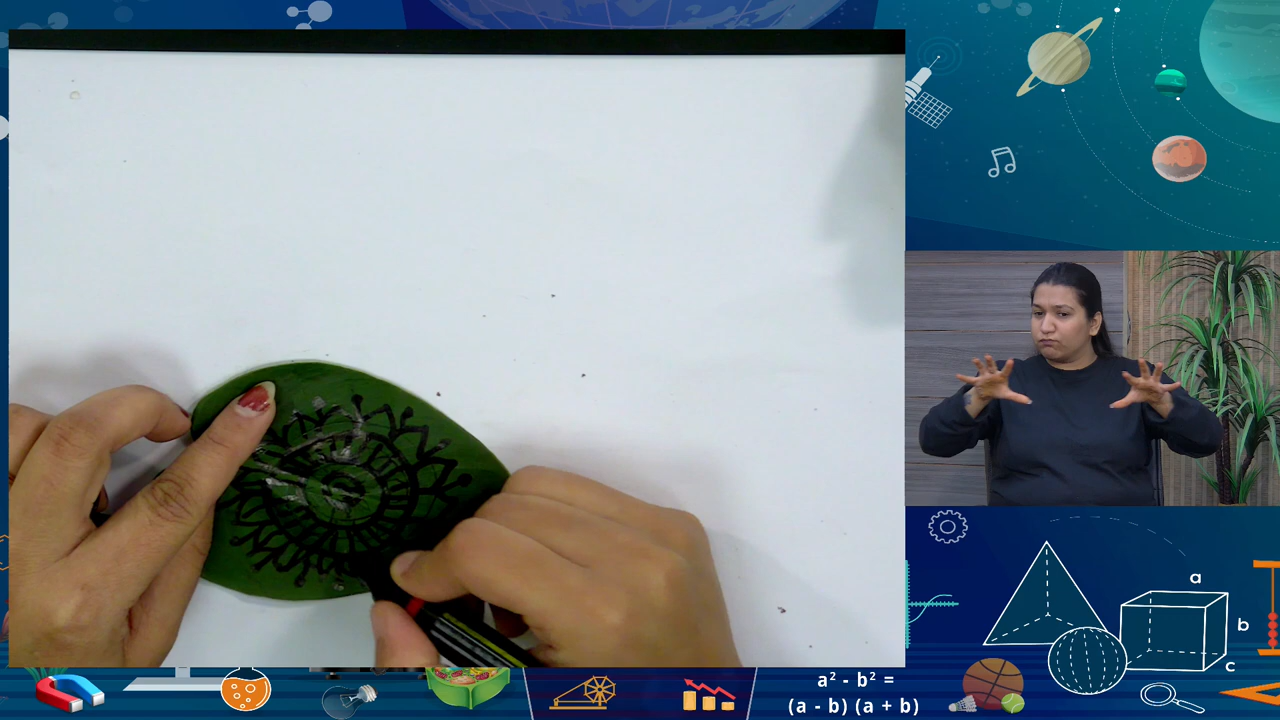 a
b
c
a² - b² =
(a - b) (a + b)